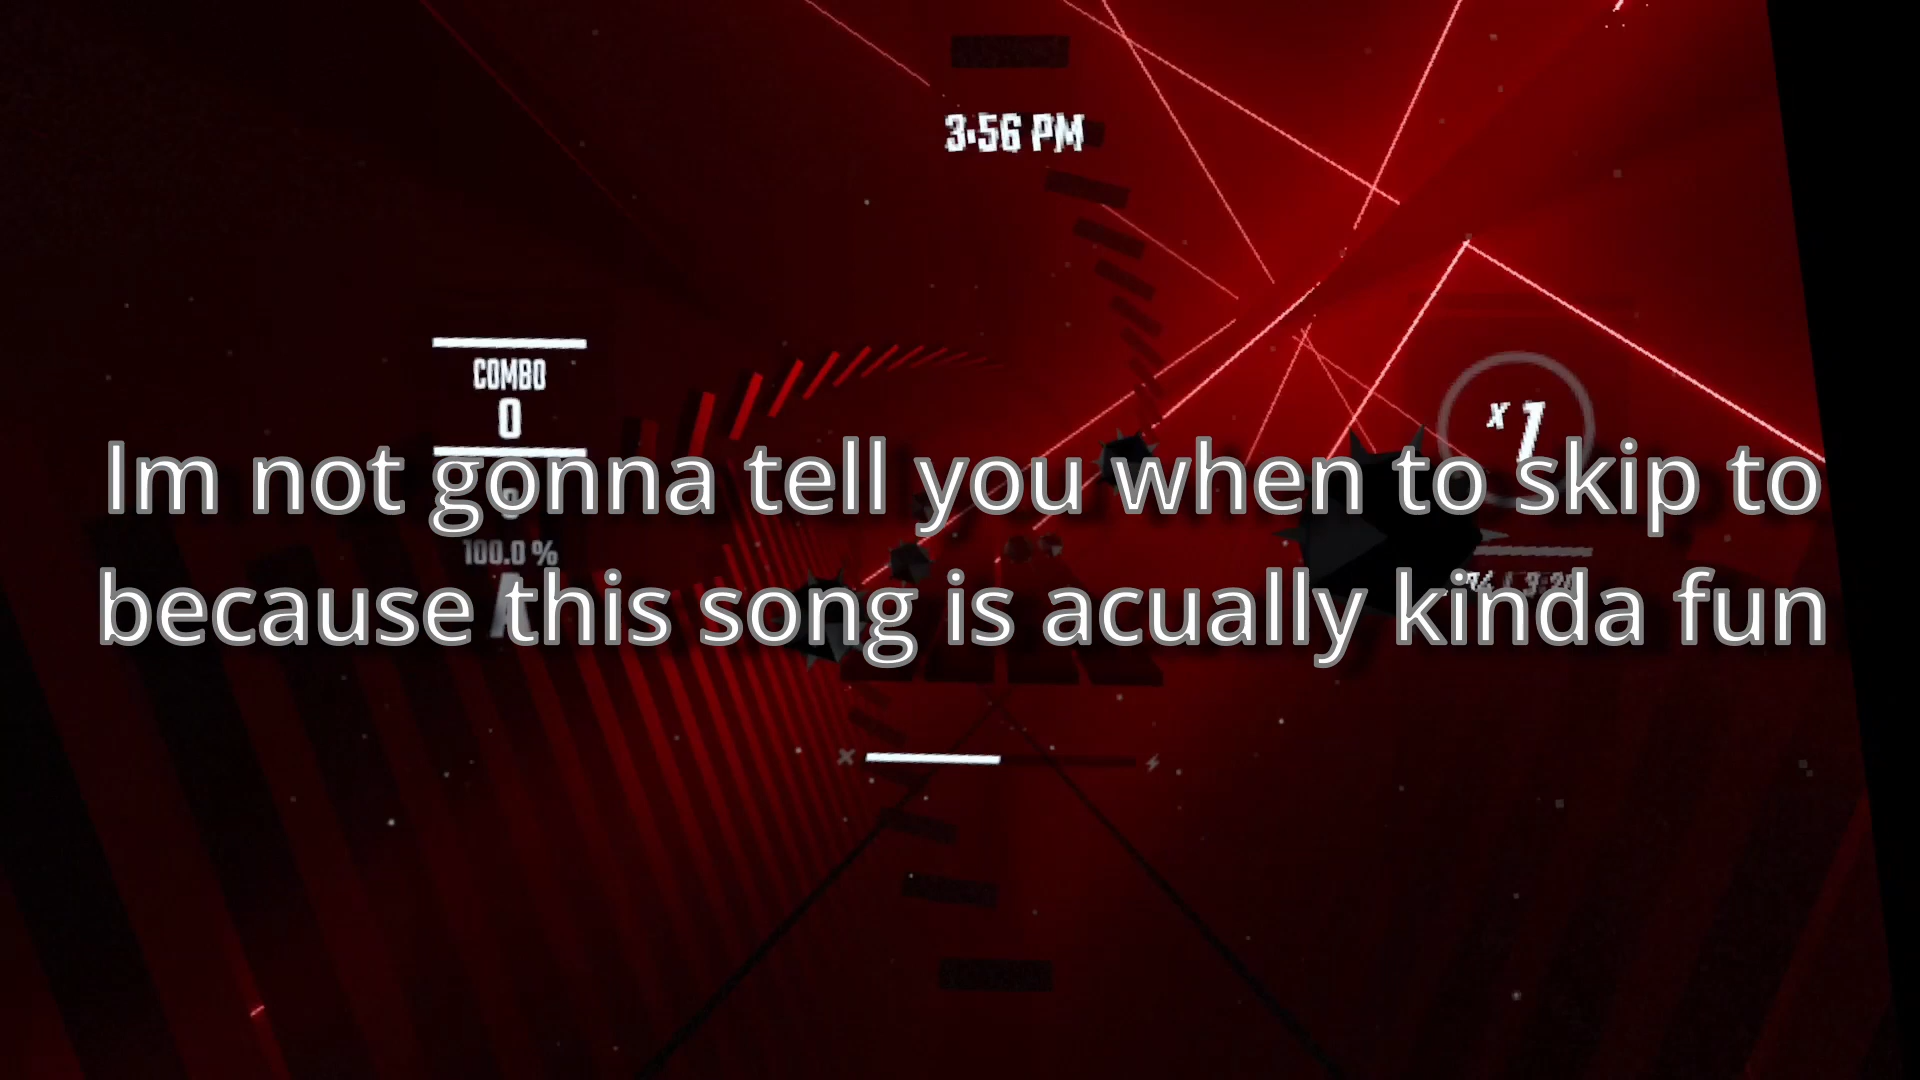 3:56 PM
COMBO
0
x1
Im not gonna tell you when to skip to
100.0 %
because this song is acually kinda fun